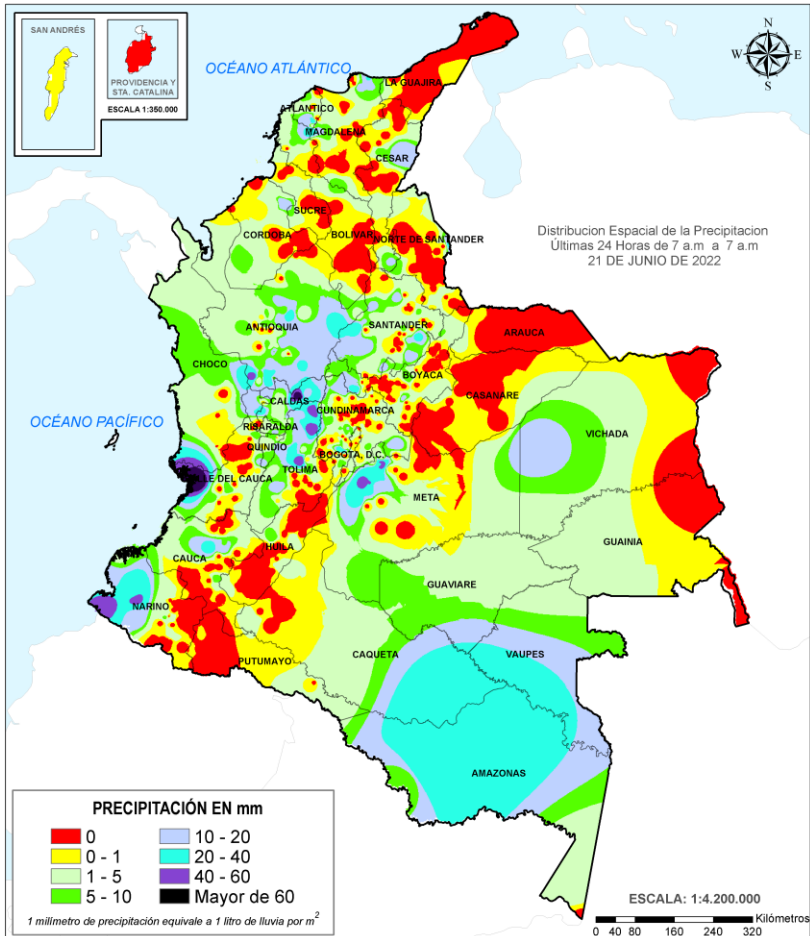 SAN ANDRÉS
PROVIDENCIA Y
STA. CATALINA
ESCALA 1:350.000
N
W
E
S
OCÉANO ATLÁNTICO
LA GUAJIRA
ATLANTICO
MAGDALENA
CESAR
SUCRE
CORDOBA
BOLIVAR
NORTE DE SANTANDER
Distribucion Espacial de la Precipitacion
Últimas 24 Horas de 7 a.m a 7 a.m
21 DE JUNIO DE 2022
ANTIOQUIA
SANTANDER
ARAUCA
CHOCO
BOYACA
CASANARE
CALDAS
CUNDINAMARCA
OCÉANO PACÍFICO
RISARALDA
VICHADA
QUINDIO
BOGOTA, D.C.
TOLIMA
LLE DEL CAUCA
META
GUAINIA
HUILA
CAUCA
GUAVIARE
NARINO
CAQUETA
VAUPES
PUTUMAYO
AMAZONAS
PRECIPITACIÓN EN mm
0
0 - 1
1 - 5
5 - 10
10 - 20
20 - 40
40 - 60
Mayor de 60
1 milímetro de precipitación equivale a 1 litro de lluvia por m²
ESCALA: 1:4.200.000
Kilómetros
0 40 80 160 240 320